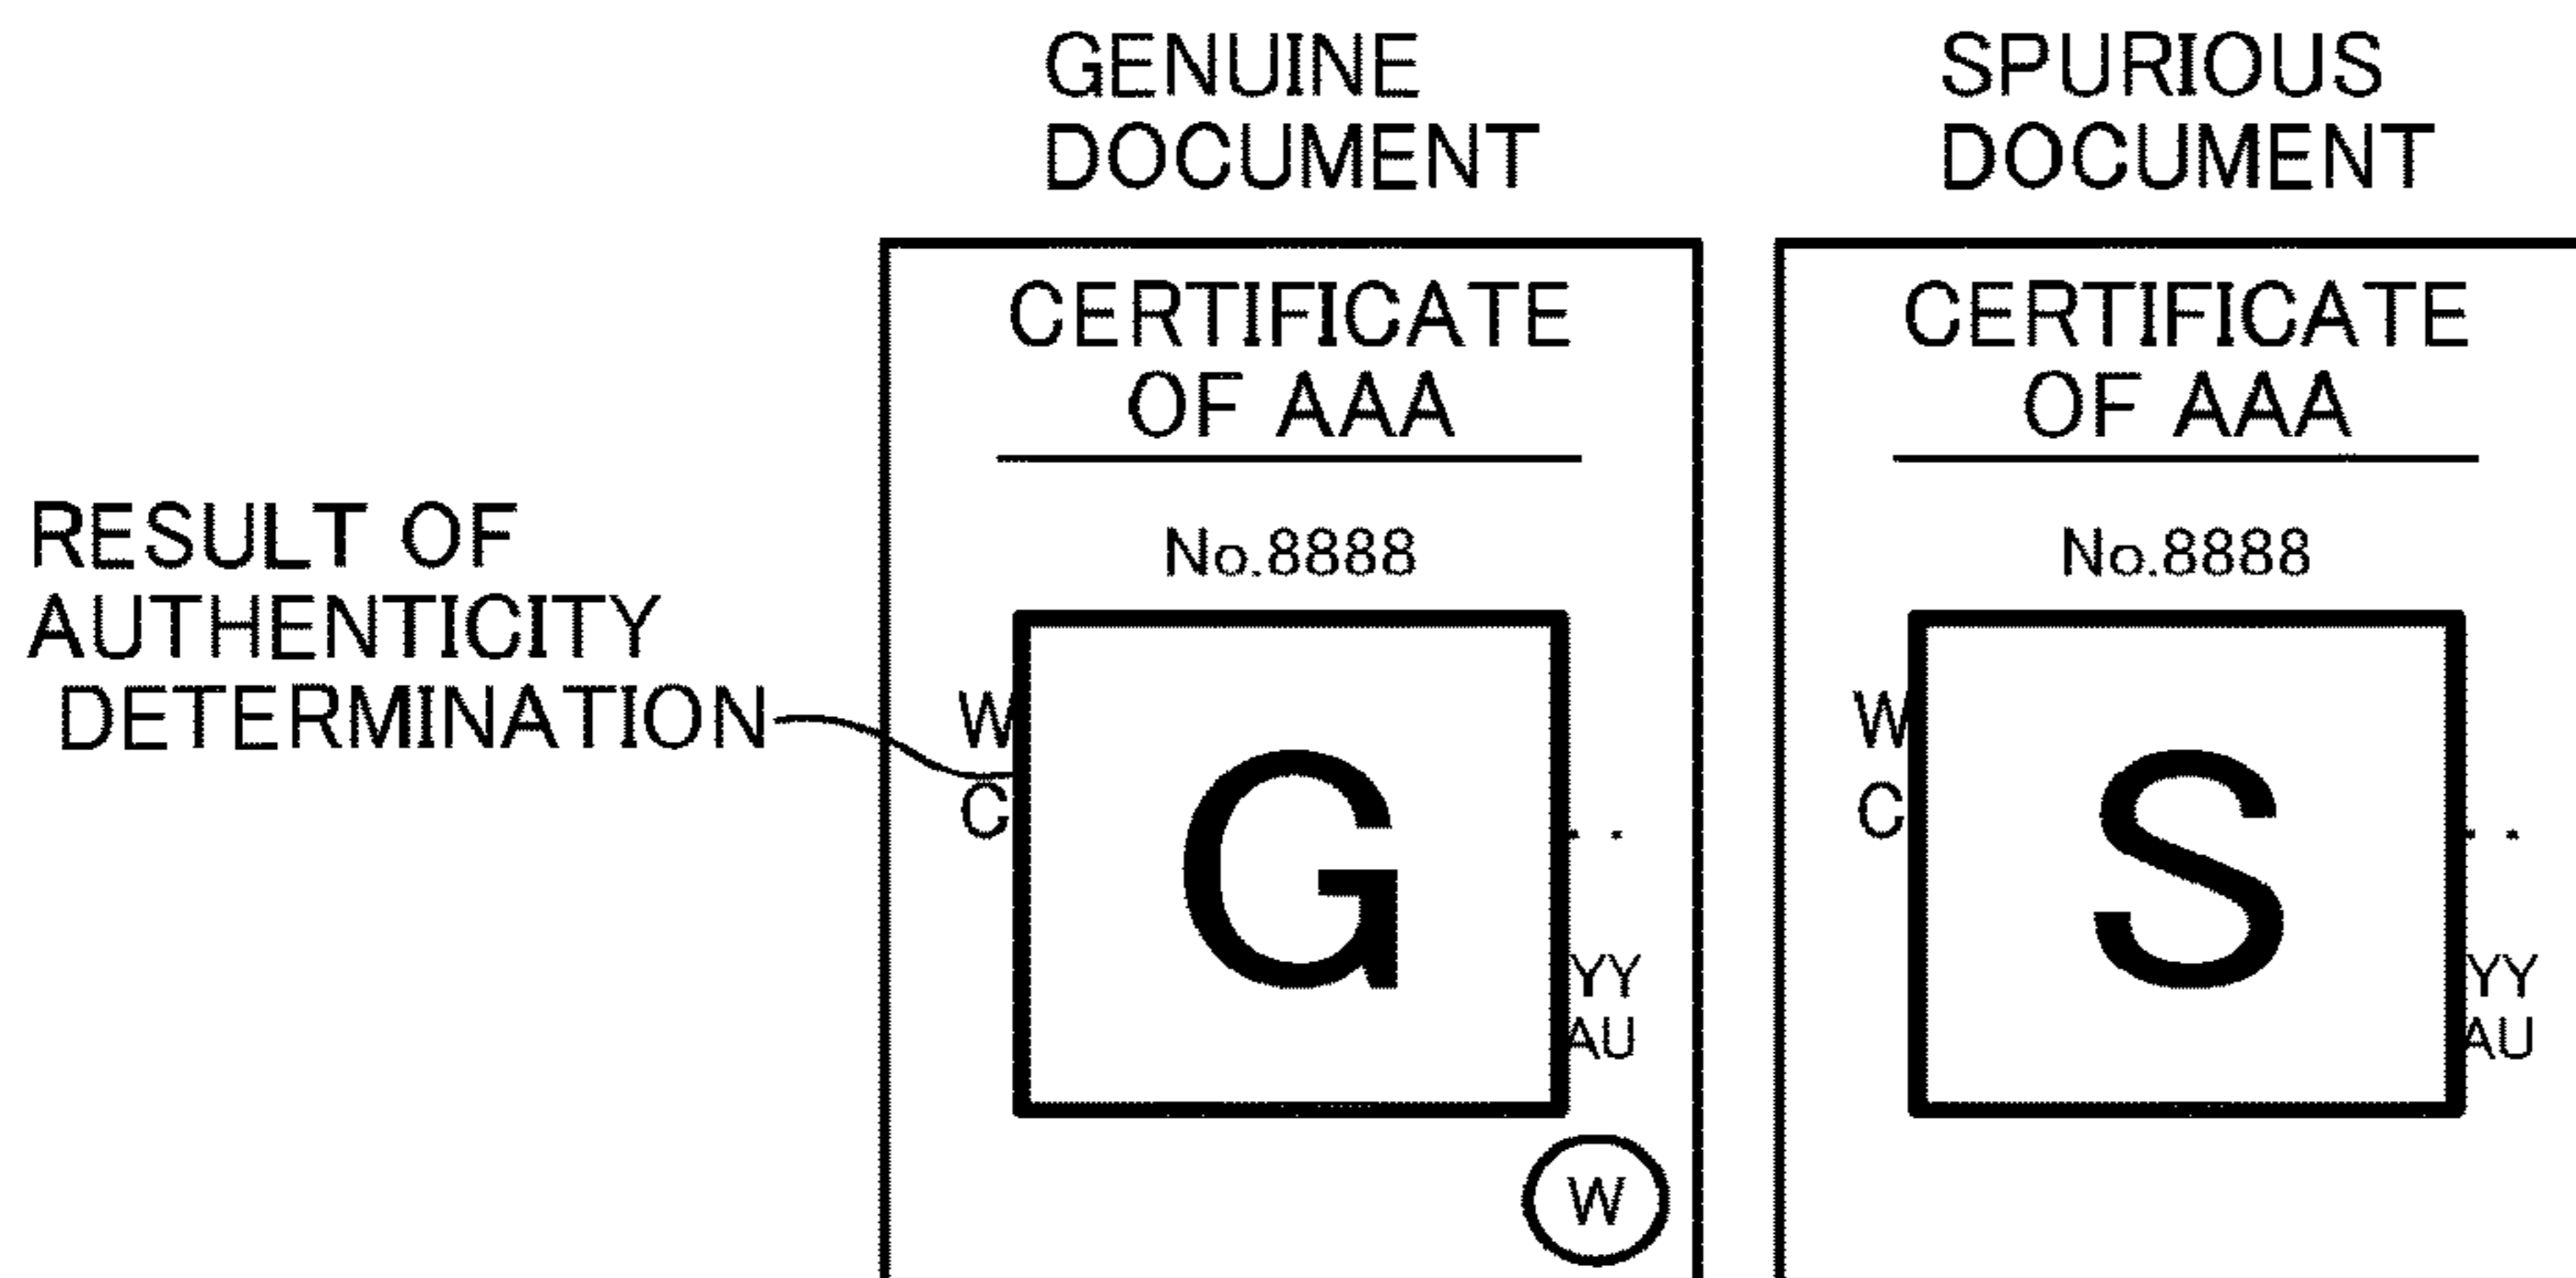 GENUINE
DOCUMENT
SPURIOUS
DOCUMENT
RESULT OF
AUTHENTICITY
DETERMINATION
CERTIFICATE
OF AAA
No.8888
W
C
G
. .
YY
AU
W
CERTIFICATE
OF AAA
No.8888
W
C
S
. .
YY
AU